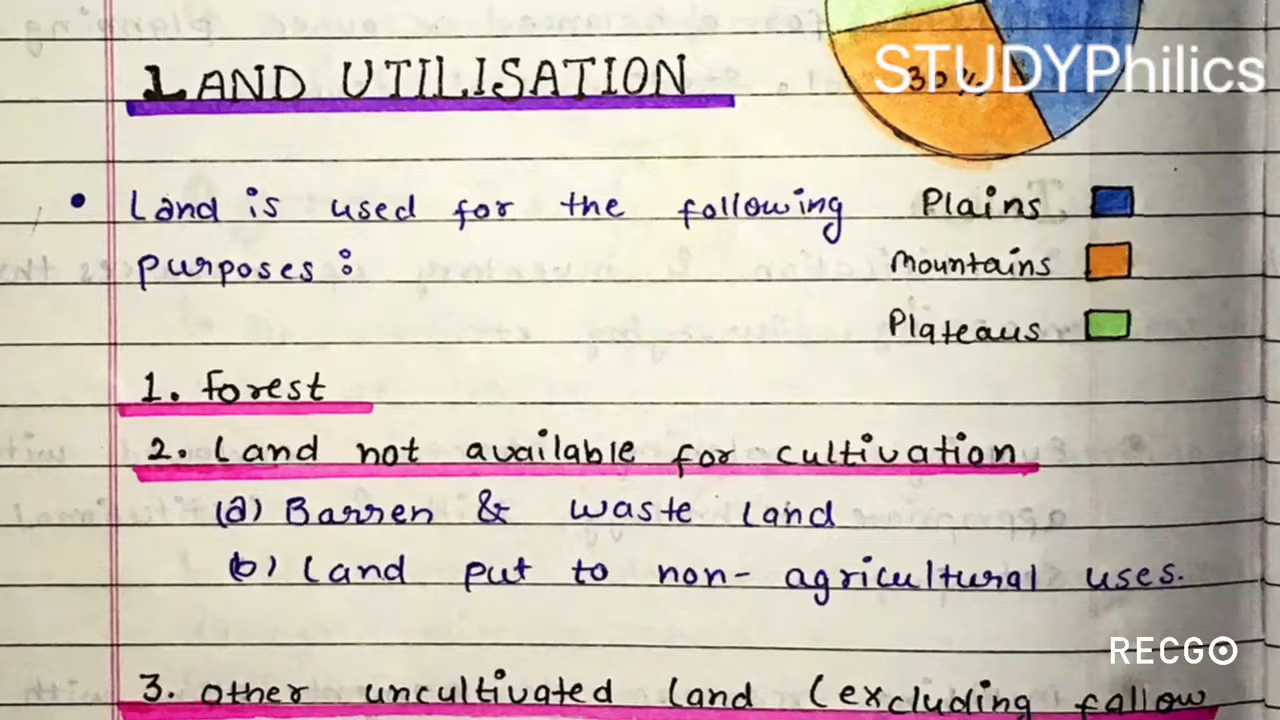 STUDYPhilics
30%
LAND UTILISATION
• Land is used for the following
purposes :
Plains
Mountains
Plateaus
1. forest
2. Land not available for cultivation
(a) Barren & waste land
(b) Land put to non-agricultural uses.
3. other uncultivated land (excluding fallow
RECGO